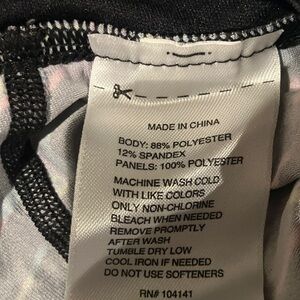 MADE IN CHINA
BODY: 88% POLYESTER
12% SPANDEX
PANELS: 100% POLYESTER
MACHINE WASH COLD
WITH LIKE COLORS
ONLY NON-CHLORINE
BLEACH WHEN NEEDED
REMOVE PROMPTLY
AFTER WASH
TUMBLE DRY LOW
COOL IRON IF NEEDED
DO NOT USE SOFTENERS
RN# 104141